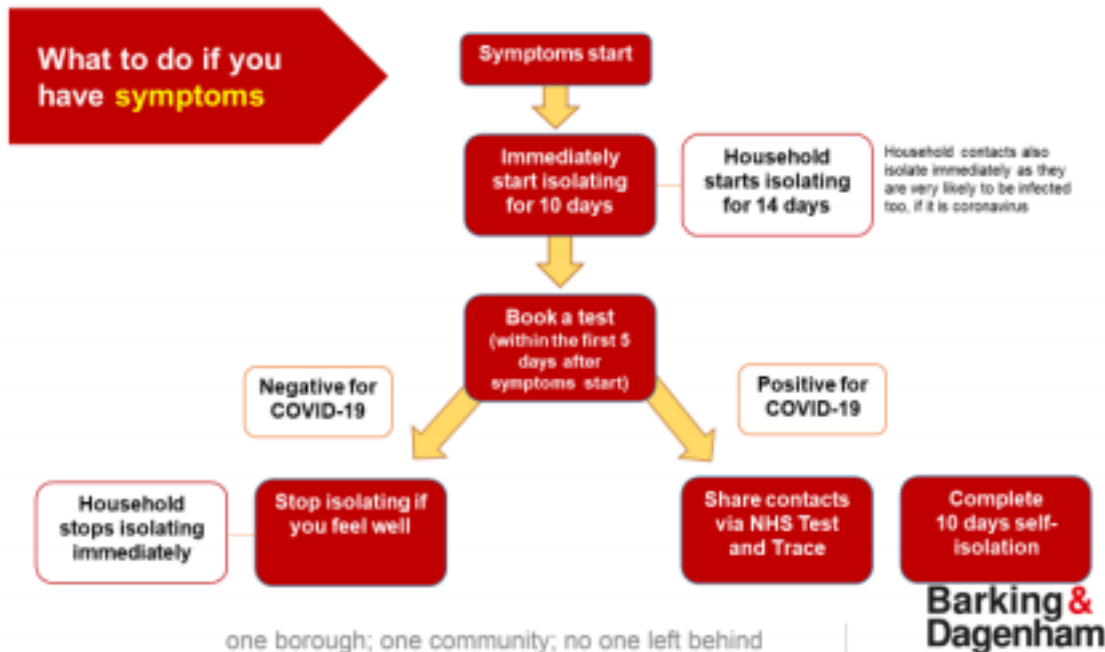 What to do if you
have symptoms
Symptoms start
Immediately
start isolating
for 10 days
Household
starts isolating
for 14 days
Household contacts also
isolate immediately as they
are very likely to be infected
too, if it is coronavirus
Book a test
(within the first 5
days after
symptoms start)
Negative for
COVID-19
Positive for
COVID-19
Household
stops isolating
immediately
Stop isolating if
you feel well
Share contacts
via NHS Test
and Trace
Complete
10 days self-
isolation
one borough; one community; no one left behind
Barking &
Dagenham